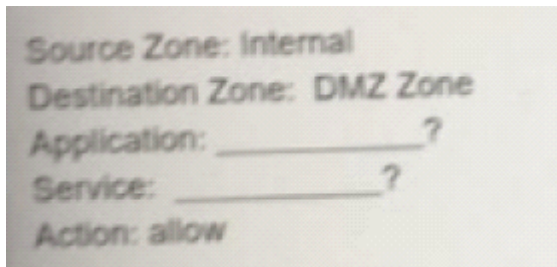 Source Zone: Internal
Destination Zone: DMZ Zone
Application: ____________?
Service: ____________?
Action: allow